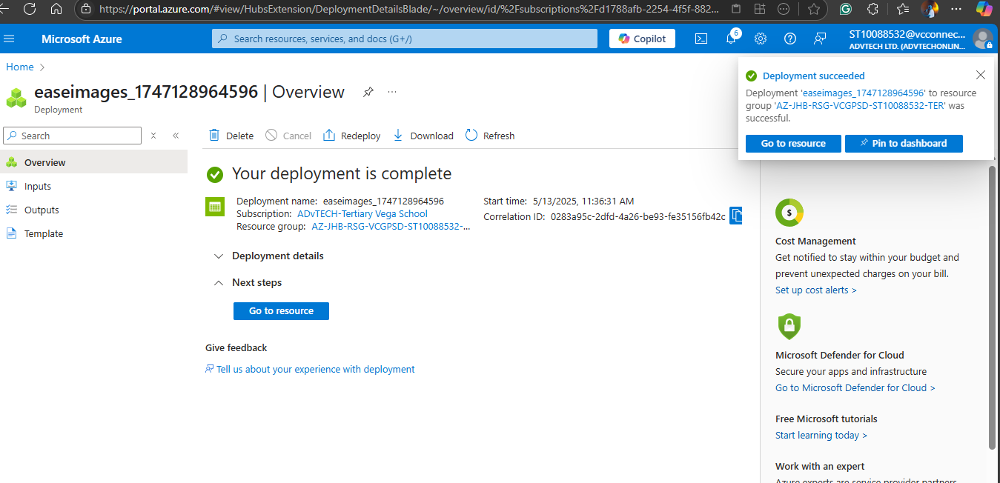 https://portal.azure.com/#view/HubsExtension/DeploymentDetailsBlade/~/overview/id/%2Fsubscriptions%2Fd1788afb-2254-4f5f-882...
Microsoft Azure
Search resources, services, and docs (G+/)
Copilot
6
ST10088532@vcconnec...
ADVTECH LTD. (ADVTECHONLIN...
Home
easeimages_1747128964596 | Overview
...
Deployment
Search
Delete
Cancel
Redeploy
Download
Refresh
Overview
Inputs
Outputs
Template
Your deployment is complete
Deployment name: easeimages_1747128964596
Subscription: ADvTECH-Tertiary Vega School
Resource group: AZ-JHB-RSG-VCGPSD-ST10088532-...
Start time: 5/13/2025, 11:36:31 AM
Correlation ID: 0283a95c-2dfd-4a26-be93-fe35156fb42c
Deployment details
Next steps
Go to resource
Give feedback
Tell us about your experience with deployment
Deployment succeeded
Deployment 'easeimages_1747128964596' to resource
group 'AZ-JHB-RSG-VCGPSD-ST10088532-TER' was
successful.
Go to resource
Pin to dashboard
$
Cost Management
Get notified to stay within your budget and
prevent unexpected charges on your bill.
Set up cost alerts >
Microsoft Defender for Cloud
Secure your apps and infrastructure
Go to Microsoft Defender for Cloud >
Free Microsoft tutorials
Start learning today >
Work with an expert
Azure experts are service provider partners